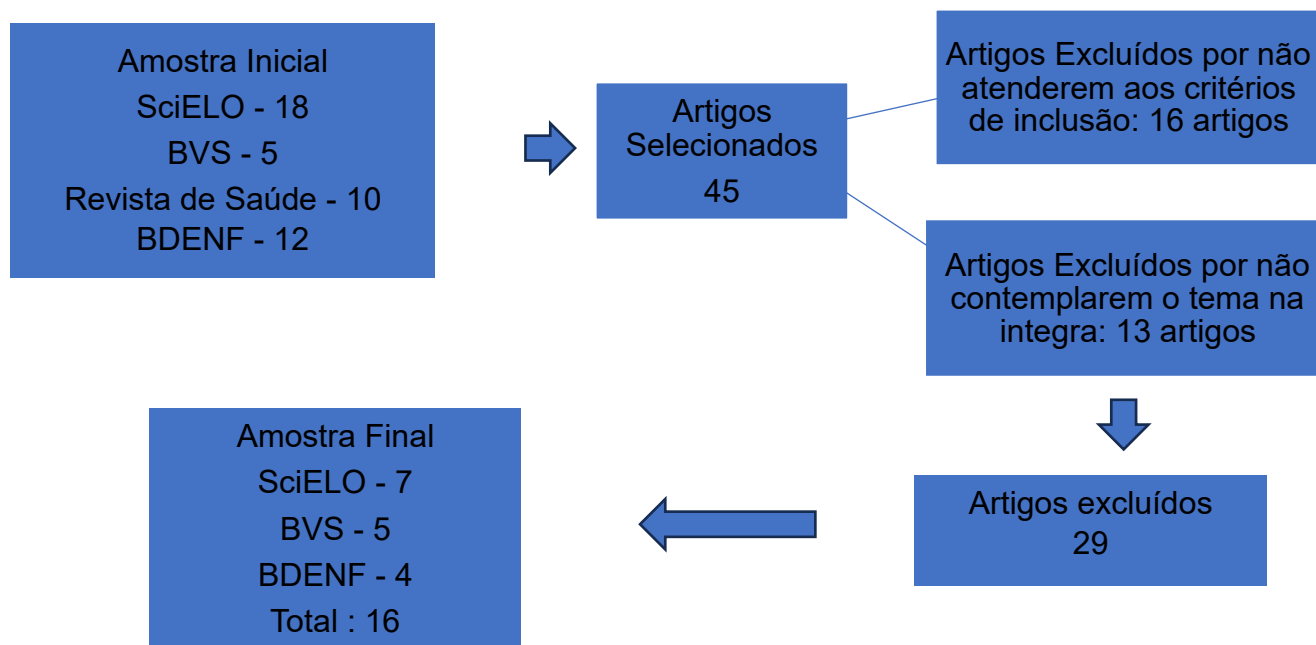 Amostra Inicial
SciELO - 18
BVS - 5
Revista de Saúde - 10
BDENF - 12
Artigos
Selecionados
45
Artigos Excluídos por não
atenderem aos critérios
de inclusão: 16 artigos
Artigos Excluídos por não
contemplarem o tema na
integra: 13 artigos
Artigos excluídos
29
Amostra Final
SciELO - 7
BVS - 5
BDENF - 4
Total : 16